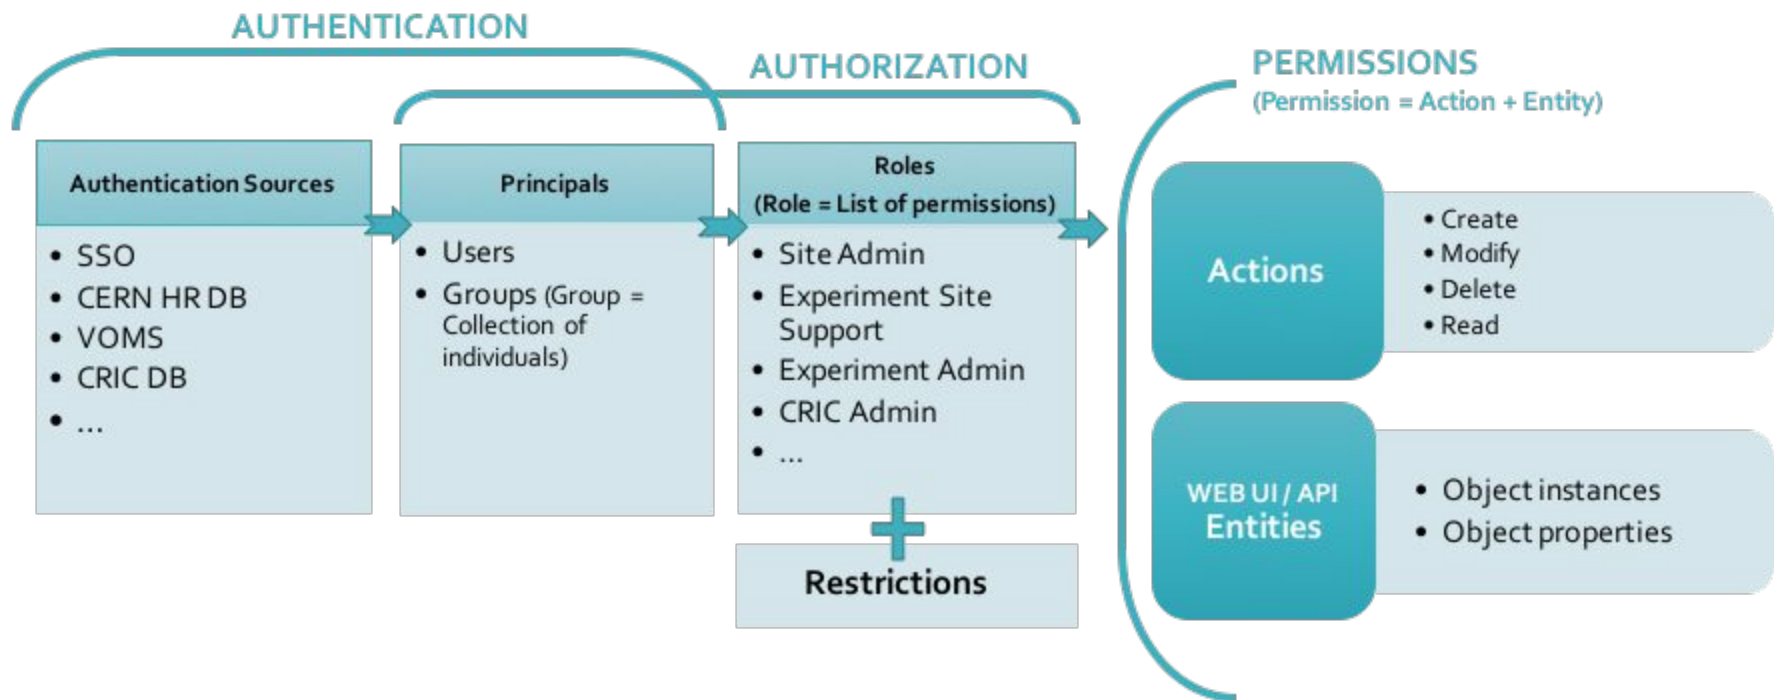 AUTHENTICATION
AUTHORIZATION
PERMISSIONS
(Permission = Action + Entity)
Authentication Sources
• SSO
• CERN HR DB
• VOMS
• CRIC DB
• ...
Principals
• Users
• Groups (Group =
Collection of
individuals)
Roles
(Role = List of permissions)
• Site Admin
• Experiment Site
Support
• Experiment Admin
• CRIC Admin
• ...
Restrictions
Actions
• Create
• Modify
• Delete
• Read
WEB UI / API
Entities
• Object instances
• Object properties